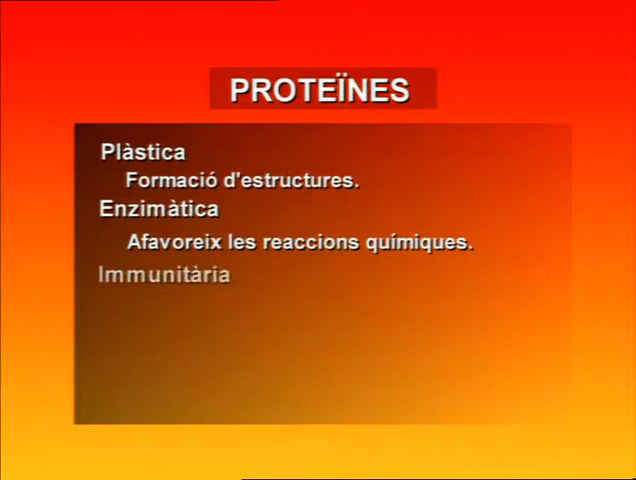 PROTEÏNES
Plàstica
Formació d'estructures.
Enzimàtica
Afavoreix les reaccions químiques.
Immunitària